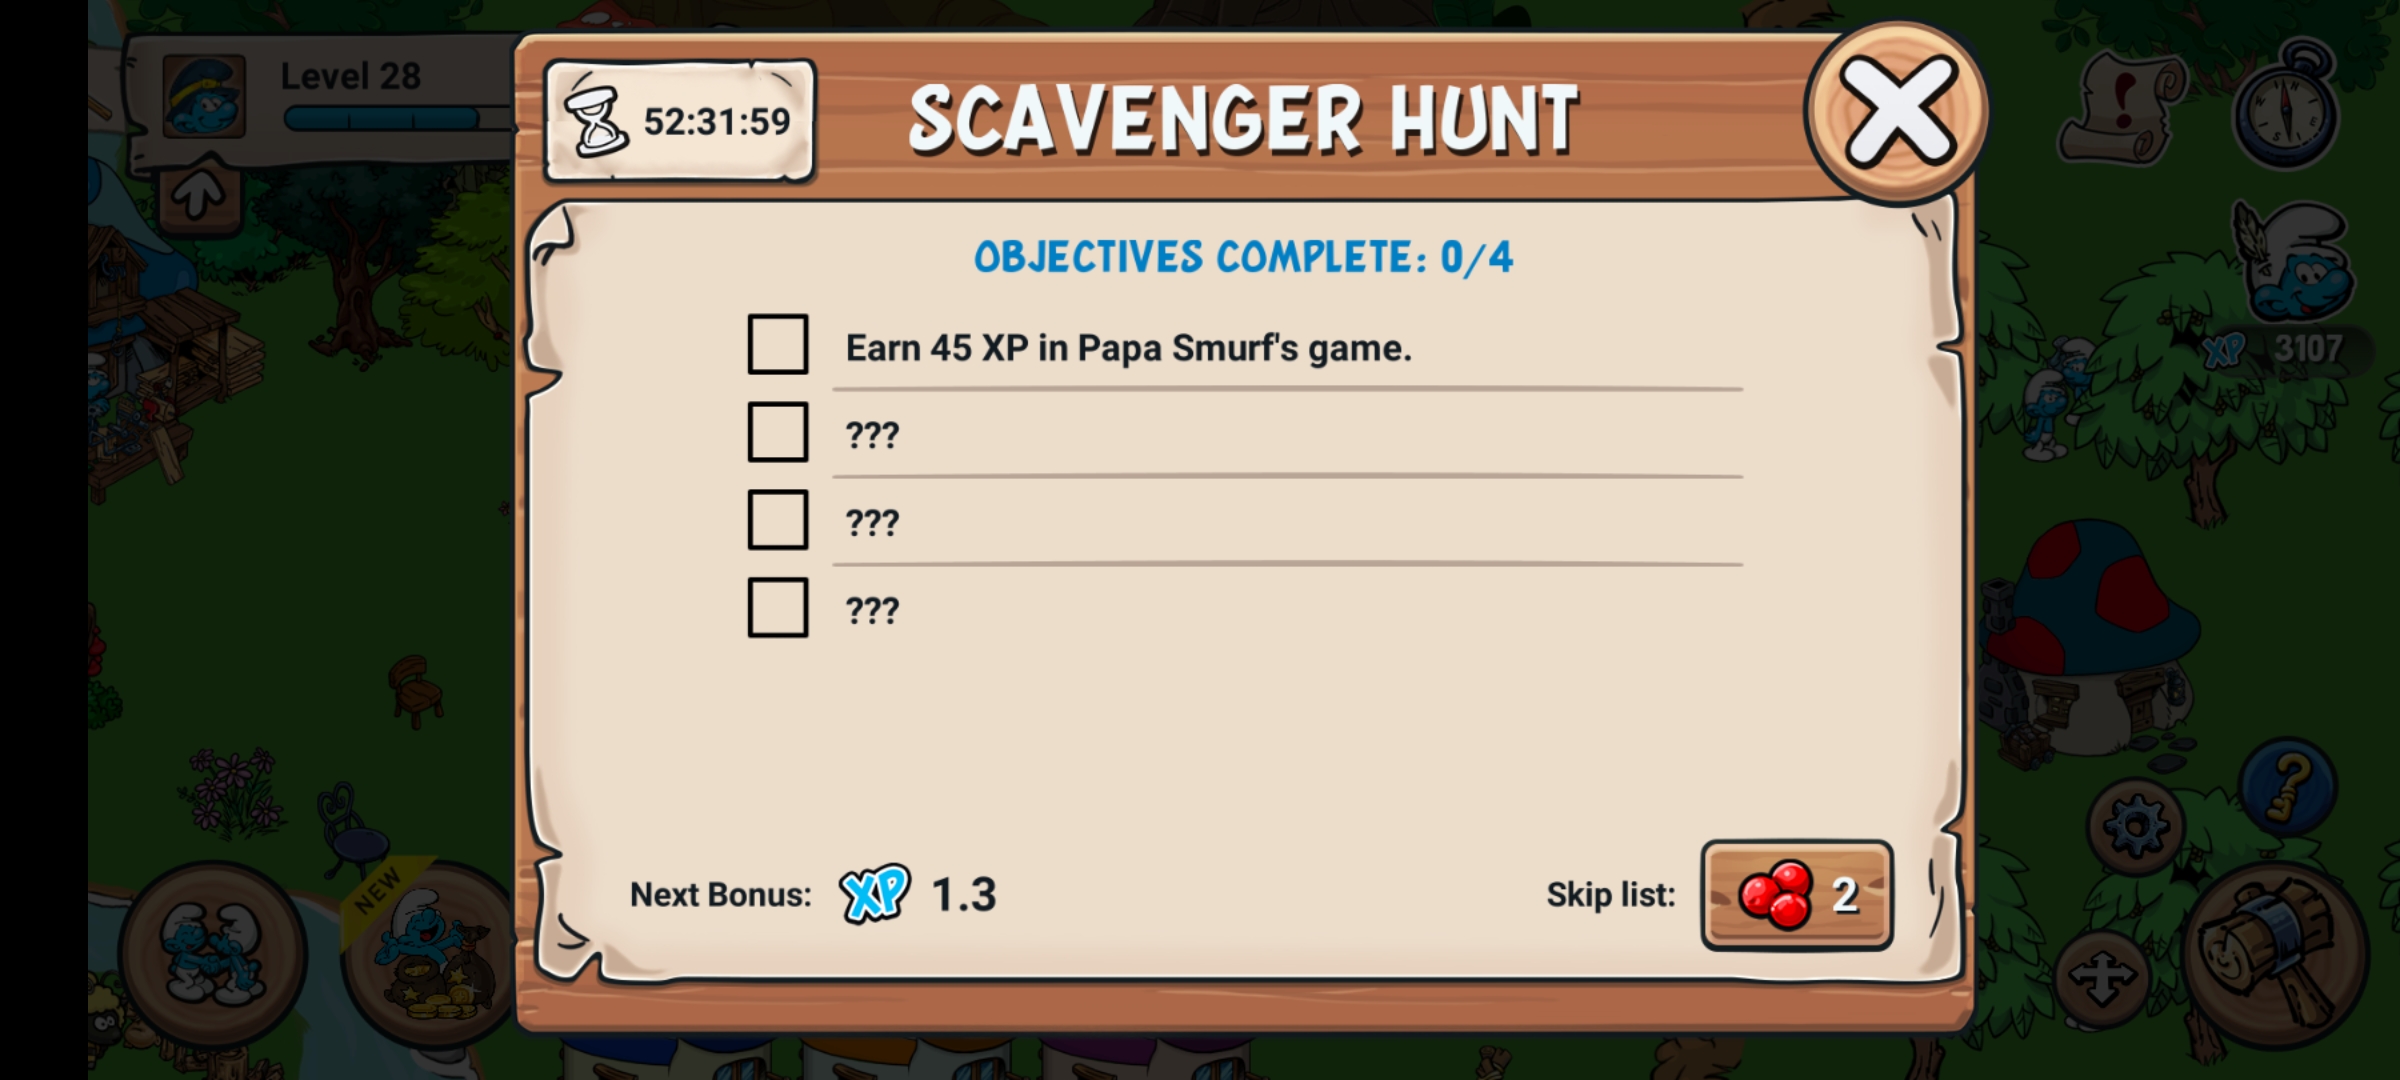 Level 28
52:31:59
SCAVENGER HUNT
OBJECTIVES COMPLETE: 0/4
Earn 45 XP in Papa Smurf's game.
???
???
???
XP 3107
NEW
Next Bonus: XP 1.3
Skip list: 2